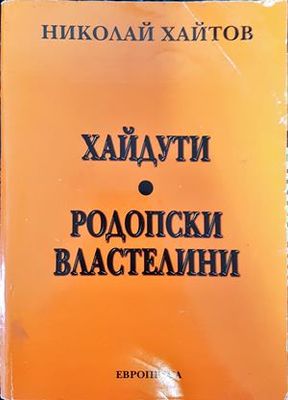 НИКОЛАЙ ХАЙТОВ
ХАЙДУТИ
•
РОДОПСКИ
ВЛАСТЕЛИНИ